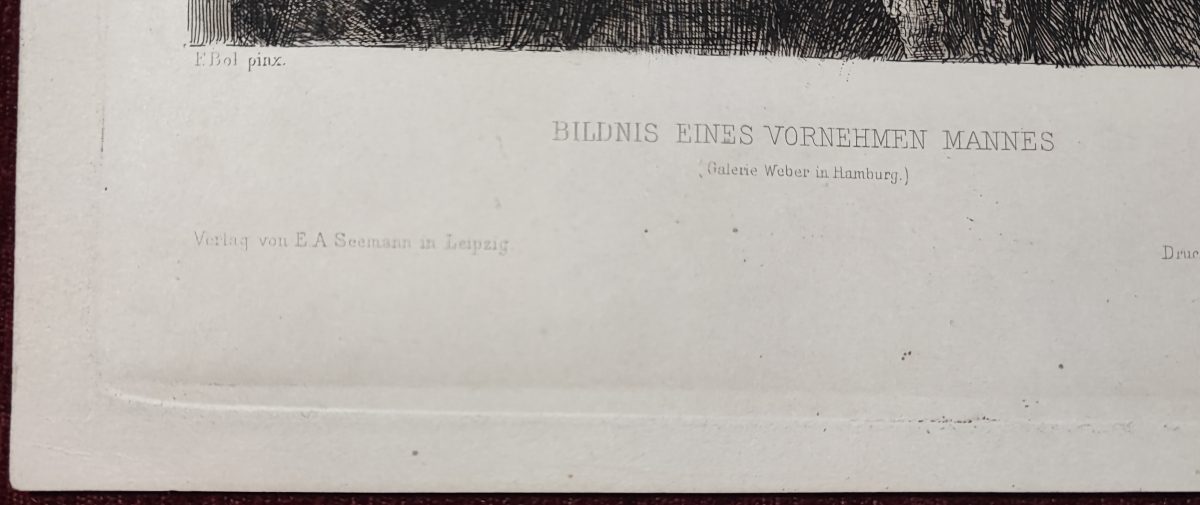 F Bol pinx.
BILDNIS EINES VORNEHMEN MANNES
(Galerie Weber in Hamburg.)
Verlag von E A Seemann in Leipzig.